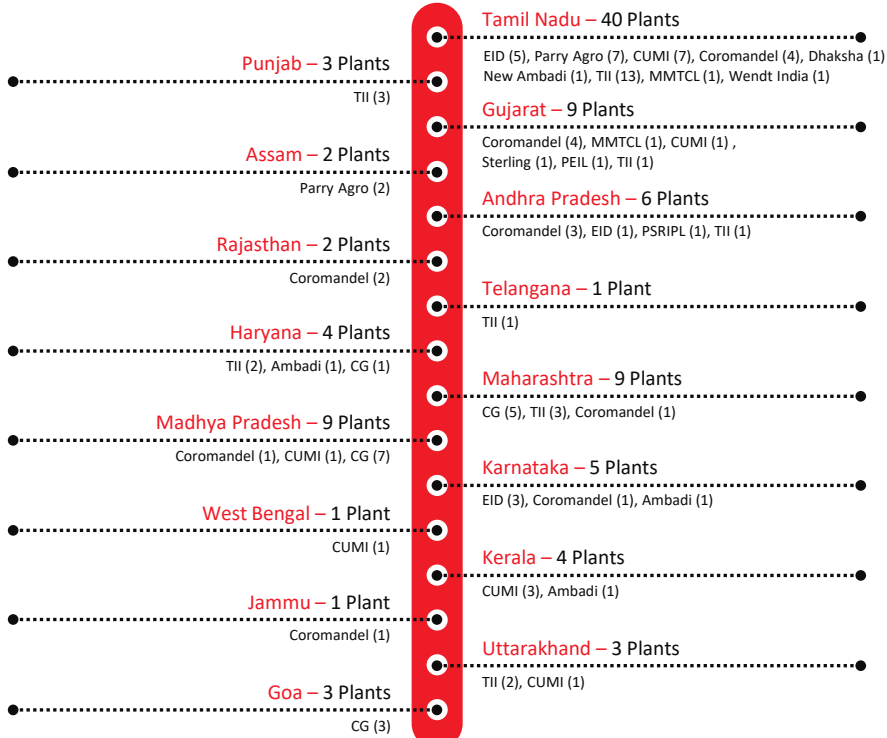 Tamil Nadu – 40 Plants
EID (5), Parry Agro (7), CUMI (7), Coromandel (4), Dhaksha (1)
New Ambadi (1), TII (13), MMTCL (1), Wendt India (1)
Punjab – 3 Plants
TII (3)
Gujarat – 9 Plants
Coromandel (4), MMTCL (1), CUMI (1) ,
Sterling (1), PEIL (1), TII (1)
Assam – 2 Plants
Parry Agro (2)
Andhra Pradesh – 6 Plants
Coromandel (3), EID (1), PSRIPL (1), TII (1)
Rajasthan – 2 Plants
Coromandel (2)
Telangana – 1 Plant
TII (1)
Haryana – 4 Plants
TII (2), Ambadi (1), CG (1)
Maharashtra – 9 Plants
CG (5), TII (3), Coromandel (1)
Madhya Pradesh – 9 Plants
Coromandel (1), CUMI (1), CG (7)
Karnataka – 5 Plants
EID (3), Coromandel (1), Ambadi (1)
West Bengal – 1 Plant
CUMI (1)
Kerala – 4 Plants
CUMI (3), Ambadi (1)
Jammu – 1 Plant
Coromandel (1)
Uttarakhand – 3 Plants
TII (2), CUMI (1)
Goa – 3 Plants
CG (3)